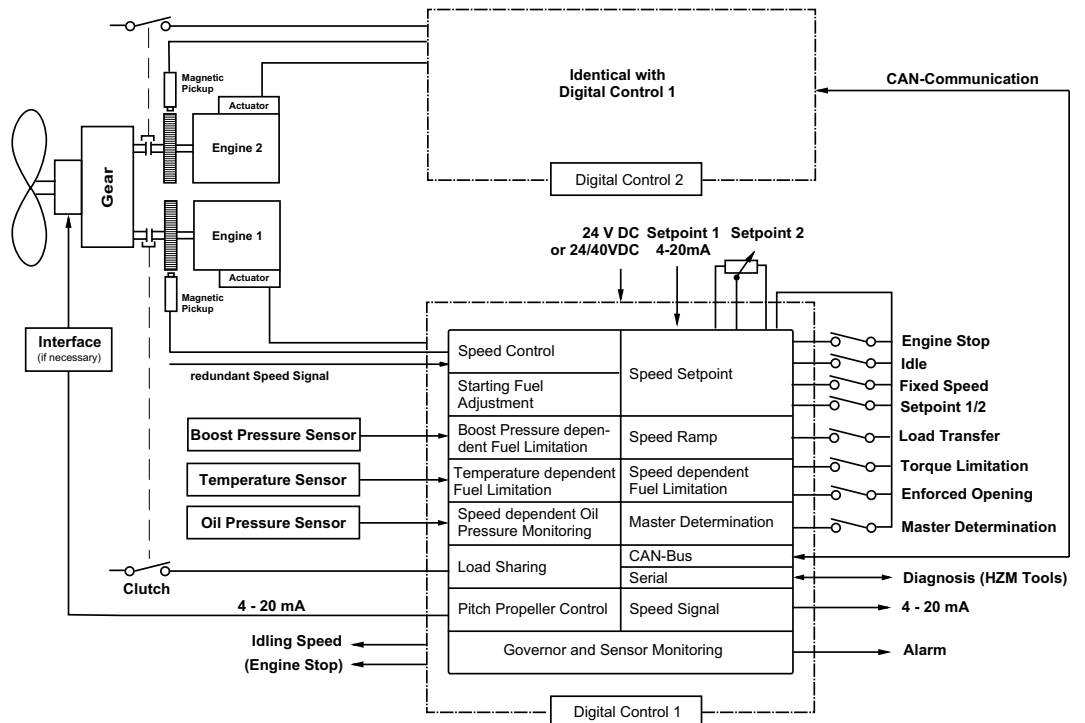 Magnetic
Pickup
Actuator
Engine 2
Gear
Engine 1
Actuator
Magnetic
Pickup
Identical with
Digital Control 1
Digital Control 2
CAN-Communication
24 V DC
or 24/40VDC
Setpoint 1
4-20mA
Setpoint 2
Interface
(if necessary)
redundant Speed Signal
Boost Pressure Sensor
Temperature Sensor
Oil Pressure Sensor
Clutch
4 - 20 mA
Idling Speed
(Engine Stop)
Speed Control
Starting Fuel
Adjustment
Boost Pressure depen-
dent Fuel Limitation
Temperature dependent
Fuel Limitation
Speed dependent Oil
Pressure Monitoring
Load Sharing
Pitch Propeller Control
Speed Setpoint
Speed Ramp
Speed dependent
Fuel Limitation
Master Determination
CAN-Bus
Serial
Speed Signal
Governor and Sensor Monitoring
Digital Control 1
Engine Stop
Idle
Fixed Speed
Setpoint 1/2
Load Transfer
Torque Limitation
Enforced Opening
Master Determination
Diagnosis (HZM Tools)
4 - 20 mA
Alarm